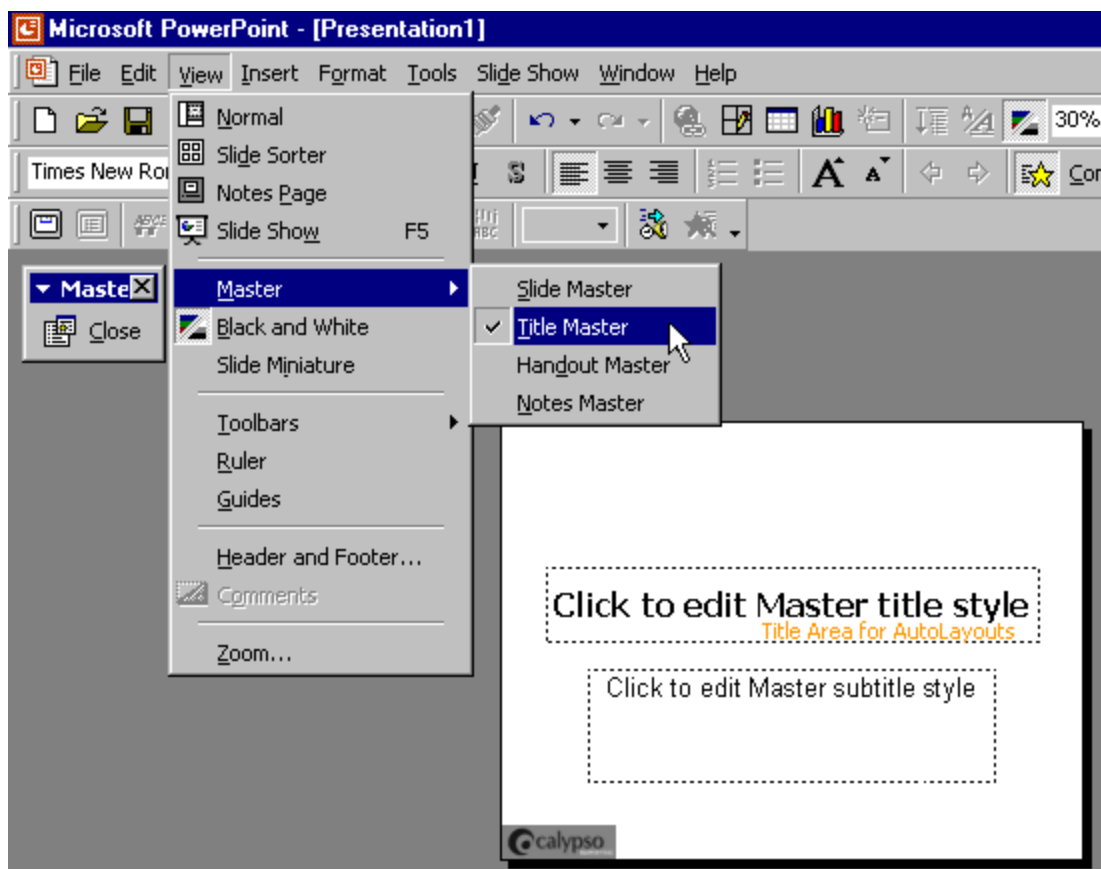 Microsoft PowerPoint - [Presentation1]
File Edit View Insert Format Tools Slide Show Window Help
30%
Times New Ro
S A A Co
Normal
Slide Sorter
Notes Page
Slide Show F5
Master
Black and White
Slide Miniature
Toolbars
Ruler
Guides
Header and Footer...
Comments
Zoom...
Slide Master
Title Master
Handout Master
Notes Master
Maste
Close
Click to edit Master title style
Title Area for AutoLayouts
Click to edit Master subtitle style
calypso